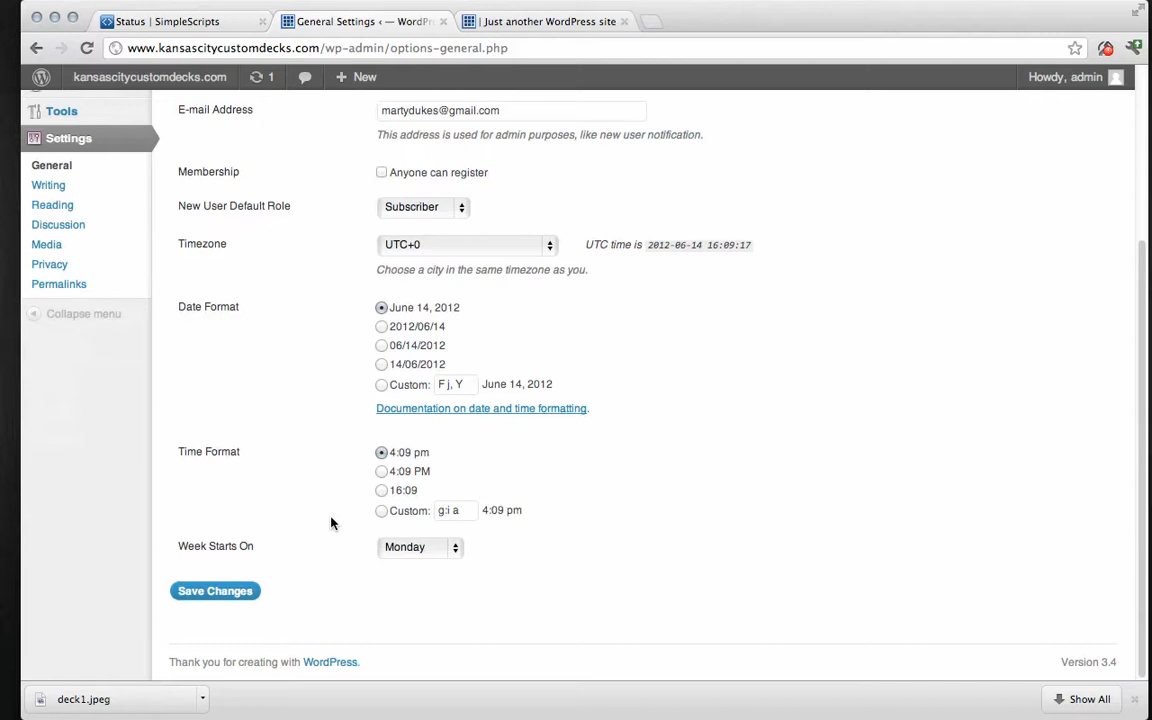 Status | SimpleScripts
General Settings ‹ — WordPr
| Just another WordPress site
www.kansascitycustomdecks.com/wp-admin/options-general.php
kansascitycustomdecks.com
1
New
Howdy, admin
Tools
Settings
General
Writing
Reading
Discussion
Media
Privacy
Permalinks
Collapse menu
E-mail Address
martydukes@gmail.com
This address is used for admin purposes, like new user notification.
Membership
Anyone can register
New User Default Role
Subscriber
Timezone
UTC+0
UTC time is 2012-06-14 16:09:17
Choose a city in the same timezone as you.
Date Format
June 14, 2012
2012/06/14
06/14/2012
14/06/2012
Custom: F j, Y June 14, 2012
Documentation on date and time formatting.
Time Format
4:09 pm
4:09 PM
16:09
Custom: g:i a 4:09 pm
Week Starts On
Monday
Save Changes
Thank you for creating with WordPress.
Version 3.4
deck1.jpeg
Show All